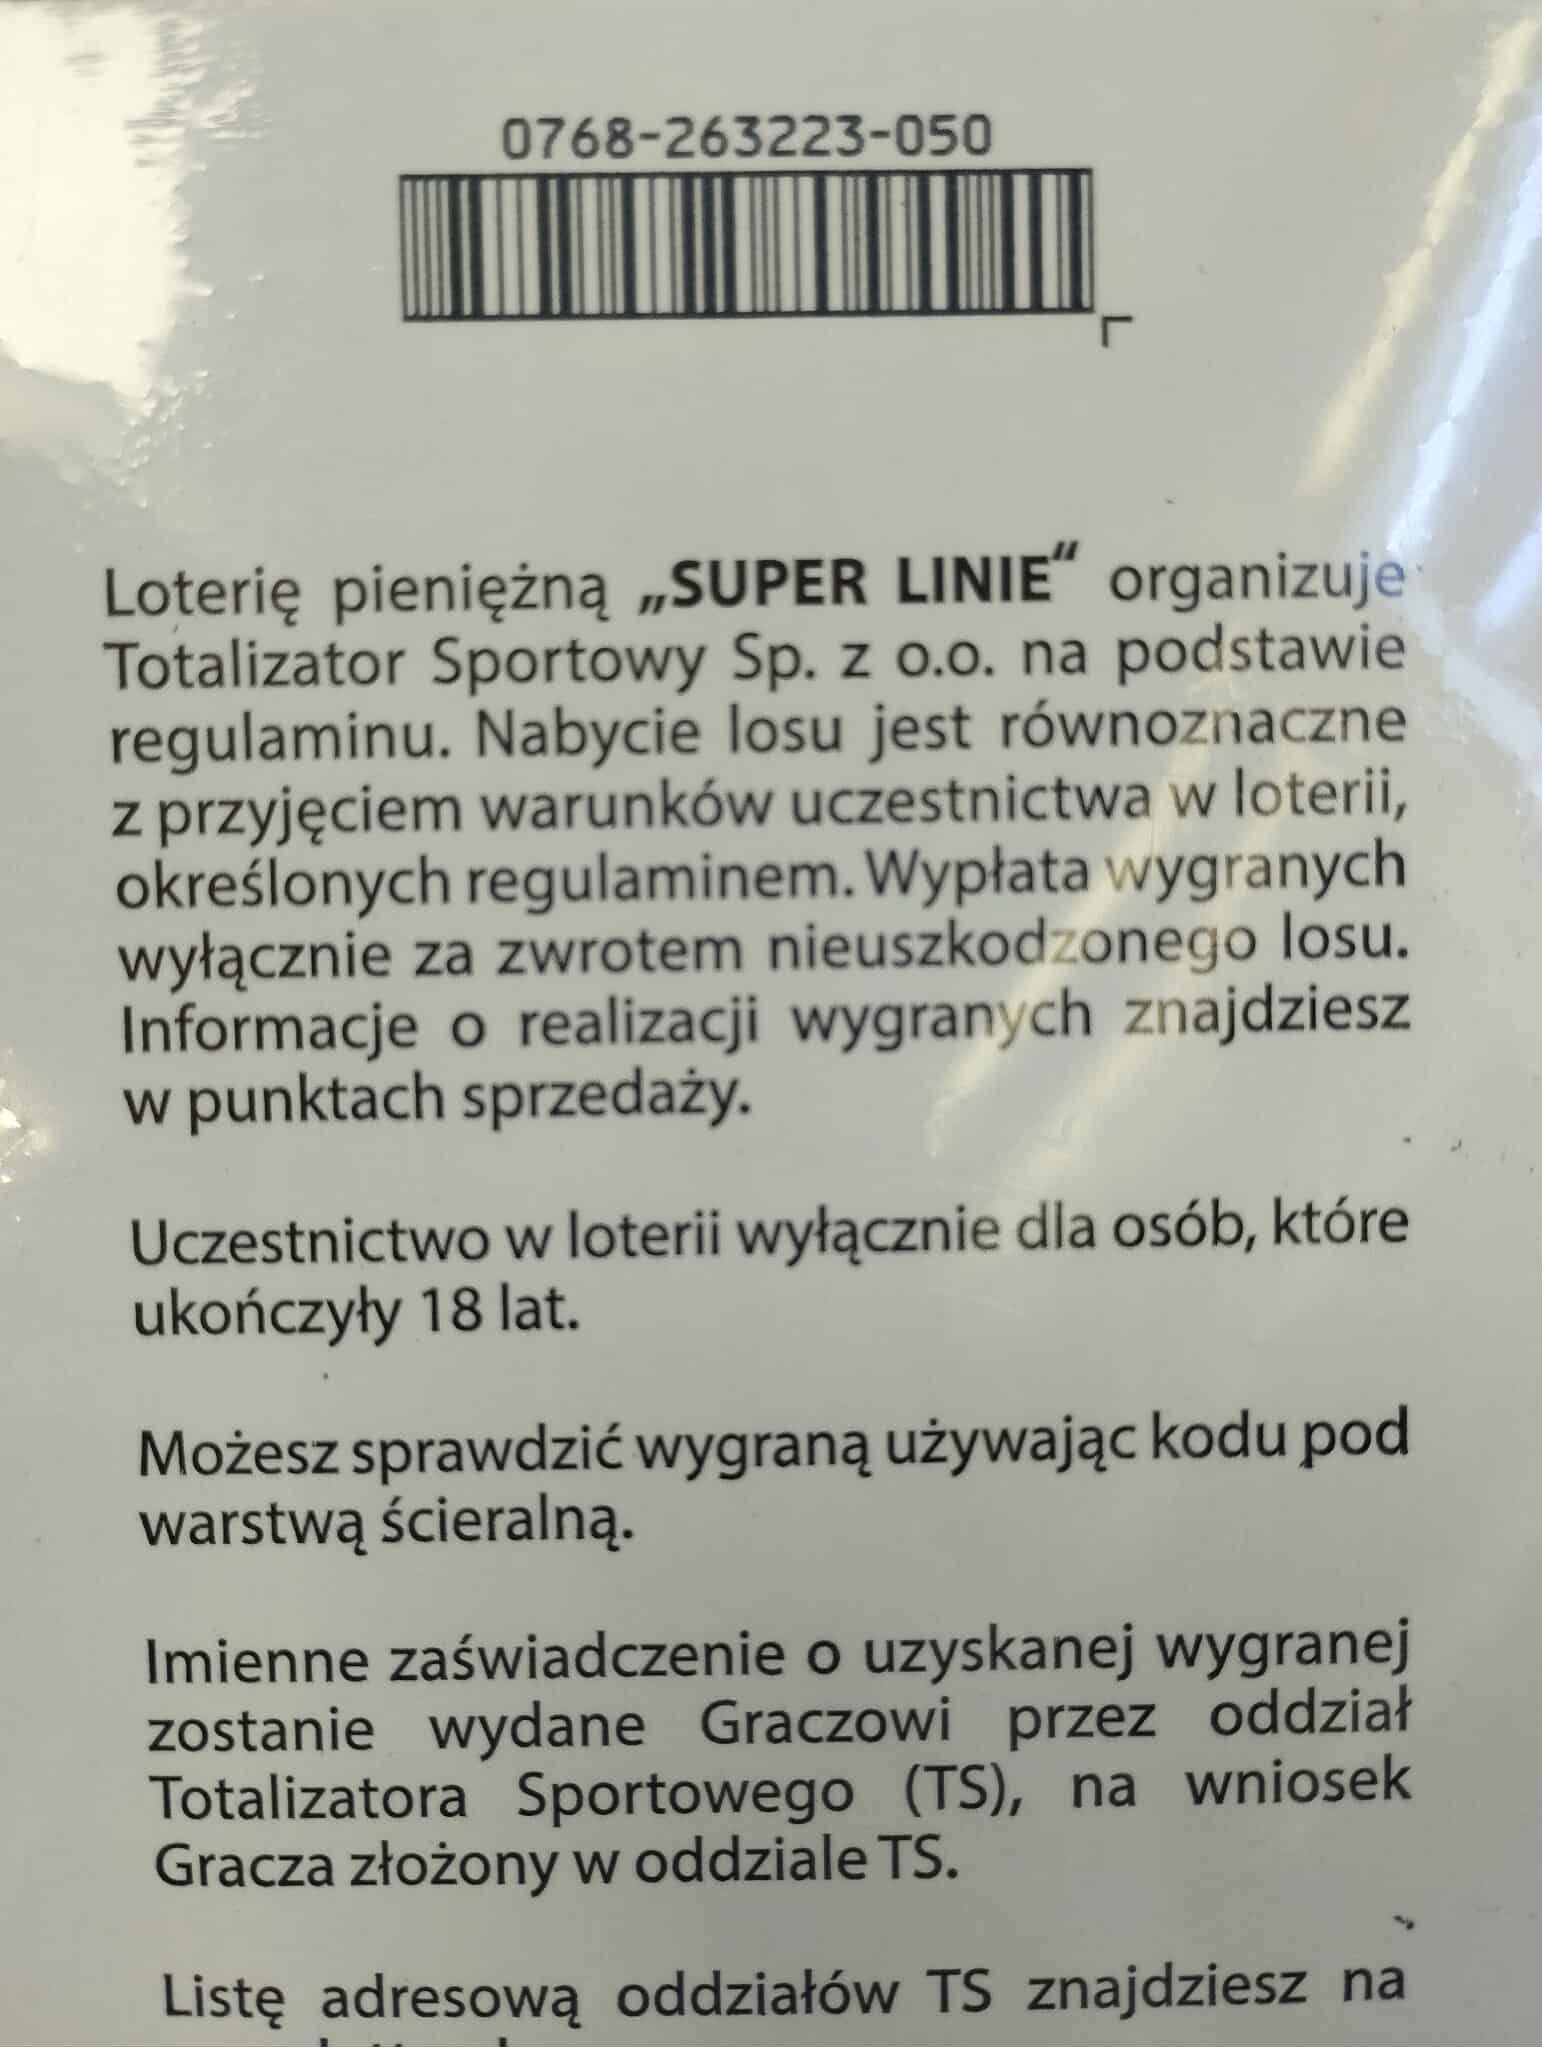 0768-263223-050
Loterię pieniężną „SUPER LINIE“ organizuje
Totalizator Sportowy Sp. z o.o. na podstawie
regulaminu. Nabycie losu jest równoznaczne
z przyjęciem warunków uczestnictwa w loterii,
określonych regulaminem. Wypłata wygranych
wyłącznie za zwrotem nieuszkodzonego losu.
Informacje o realizacji wygranych znajdziesz
w punktach sprzedaży.
Uczestnictwo w loterii wyłącznie dla osób, które
ukończyły 18 lat.
Możesz sprawdzić wygraną używając kodu pod
warstwą ścieralną.
Imienne zaświadczenie o uzyskanej wygranej
zostanie wydane Graczowi przez oddział
Totalizatora Sportowego (TS), na wniosek
Gracza złożony w oddziale TS.
Listę adresową oddziałów TS znajdziesz na